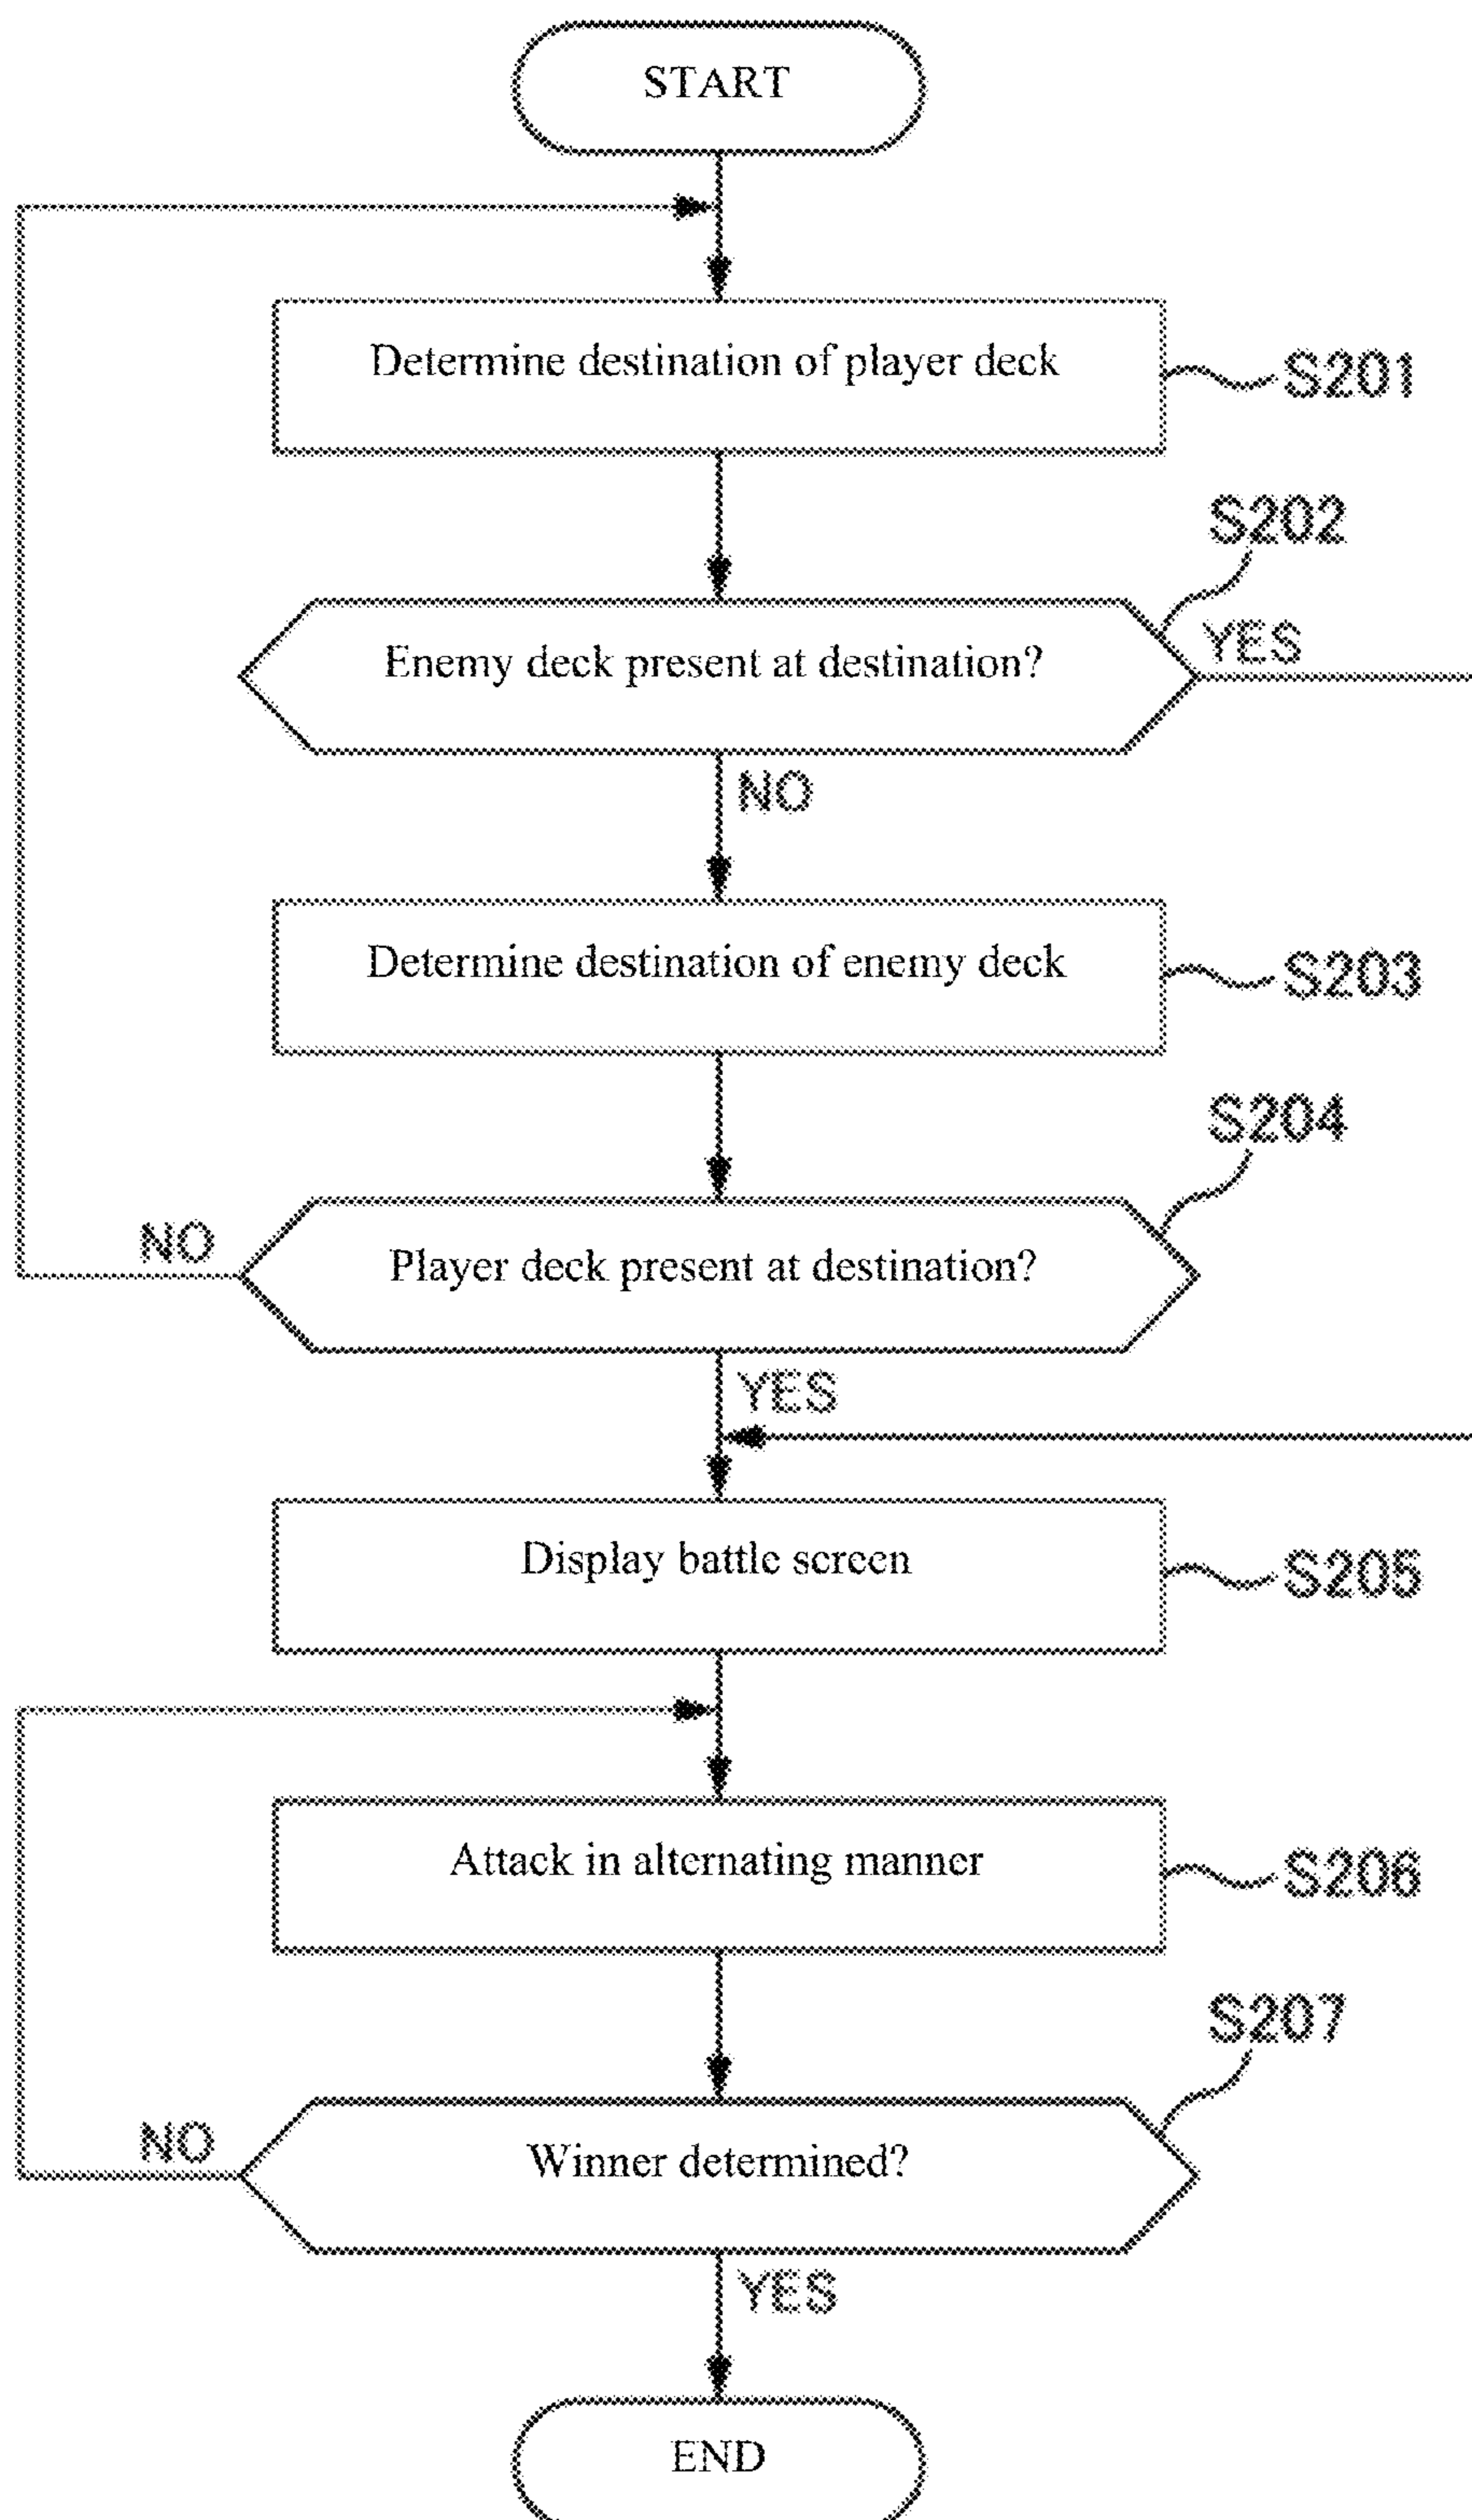 START
Determine destination of player deck
S201
S202
Enemy deck present at destination?
YES
NO
Determine destination of enemy deck
S203
S204
NO
Player deck present at destination?
YES
Display battle screen
S205
Attack in alternating manner
S206
S207
NO
Winner determined?
YES
END